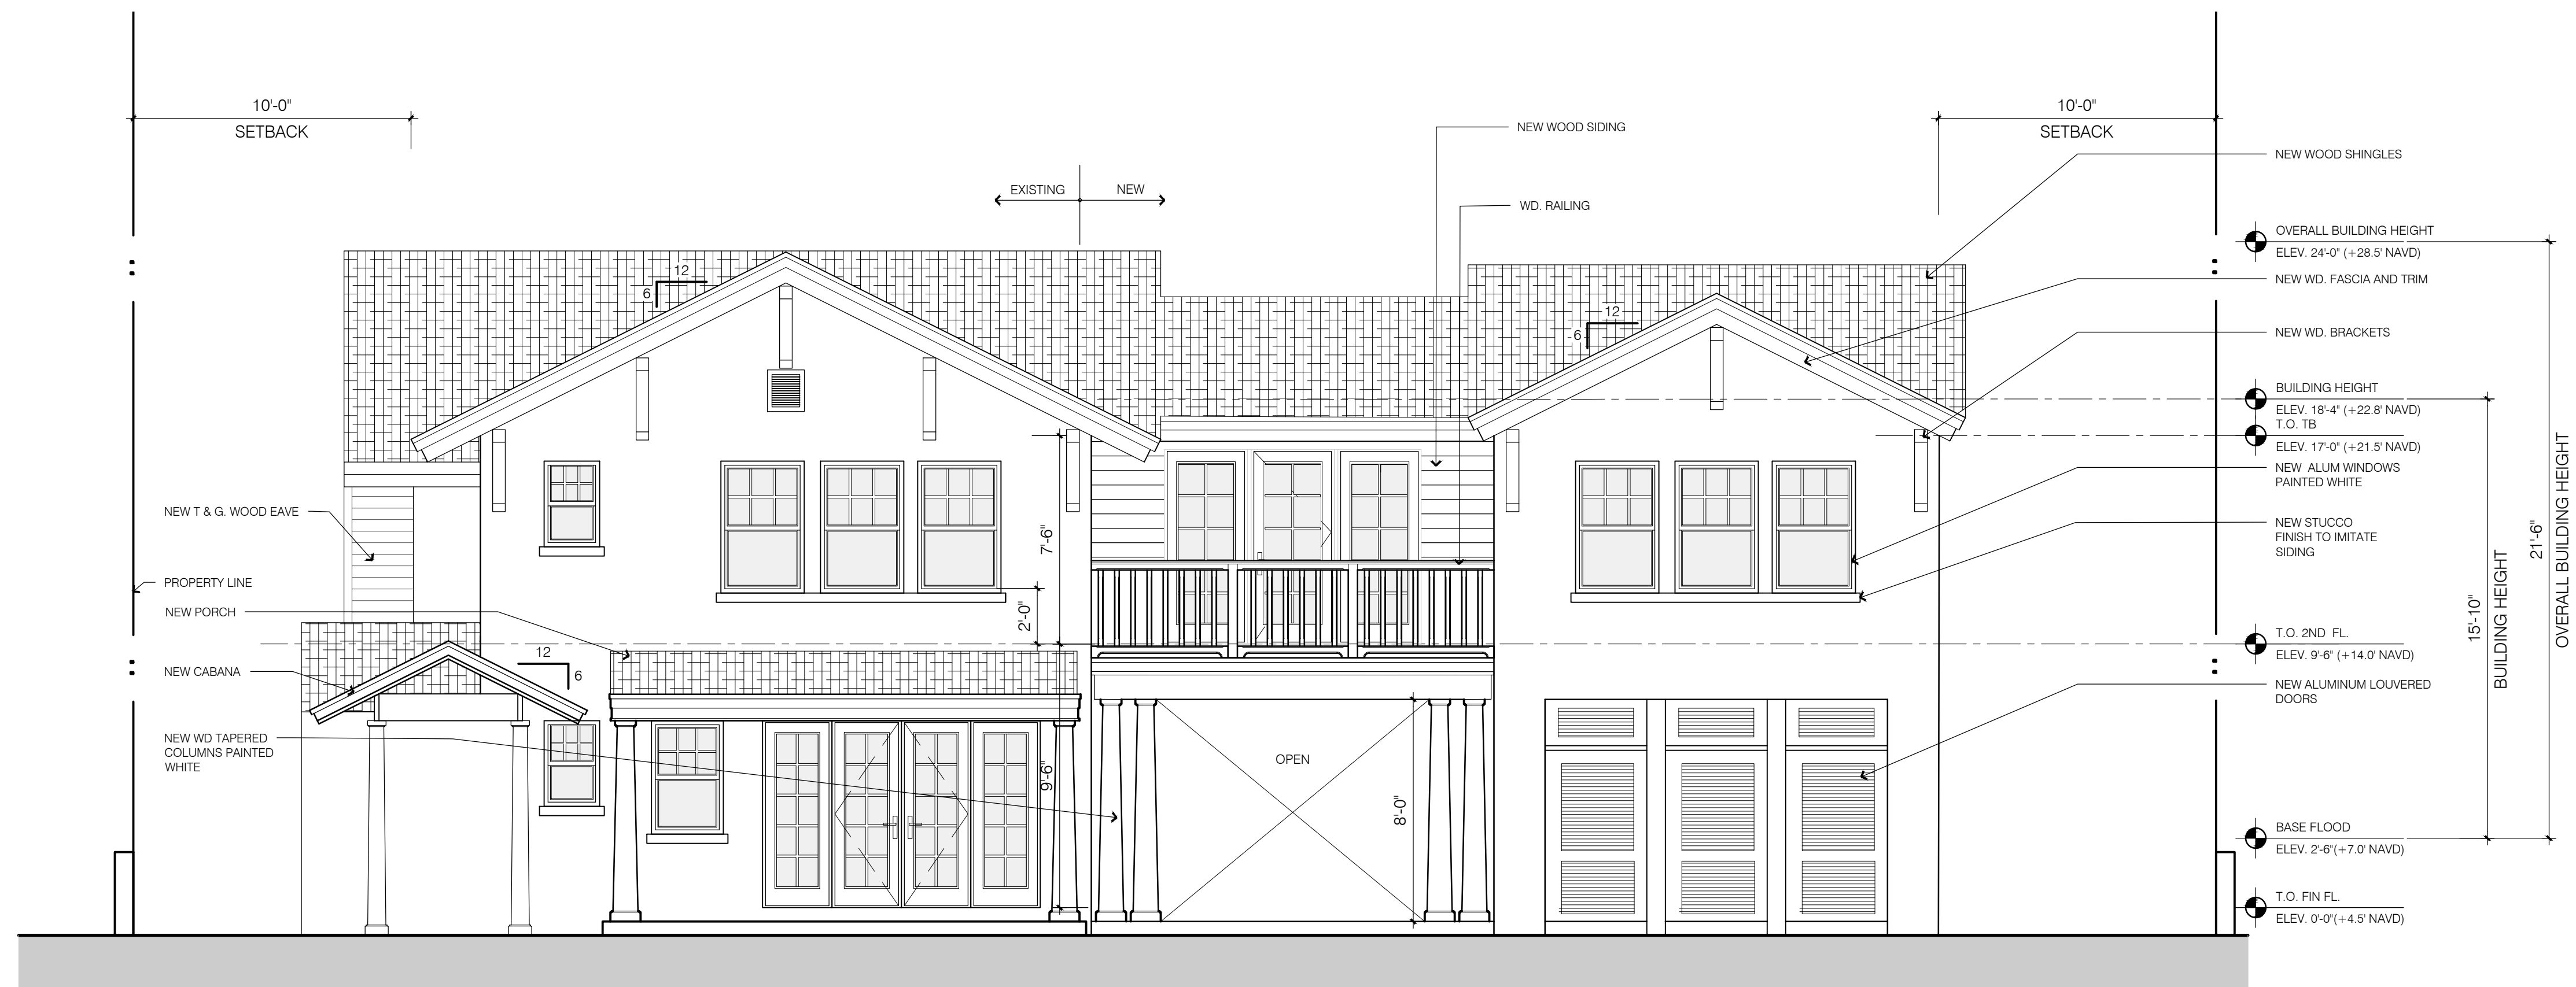 10'-0"
SETBACK
10'-0"
SETBACK
NEW WOOD SIDING
NEW WOOD SHINGLES
EXISTING
NEW
WD. RAILING
OVERALL BUILDING HEIGHT
ELEV. 24'-0" (+28.5' NAVD)
12
6
NEW WD. FASCIA AND TRIM
12
6
NEW WD. BRACKETS
BUILDING HEIGHT
ELEV. 18'-4" (+22.8' NAVD)
T.O. TB
ELEV. 17'-0" (+21.5' NAVD)
NEW ALUM WINDOWS
PAINTED WHITE
NEW T & G. WOOD EAVE
NEW STUCCO
FINISH TO IMITATE
SIDING
7'-6"
21'-6"
OVERALL BUILDING HEIGHT
PROPERTY LINE
NEW PORCH
2'-0"
15'-10"
BUILDING HEIGHT
T.O. 2ND FL.
ELEV. 9'-6" (+14.0' NAVD)
12
6
NEW CABANA
NEW ALUMINUM LOUVERED
DOORS
NEW WD TAPERED
COLUMNS PAINTED
WHITE
OPEN
9'-6"
8'-0"
BASE FLOOD
ELEV. 2'-6"(+7.0' NAVD)
T.O. FIN FL.
ELEV. 0'-0"(+4.5' NAVD)